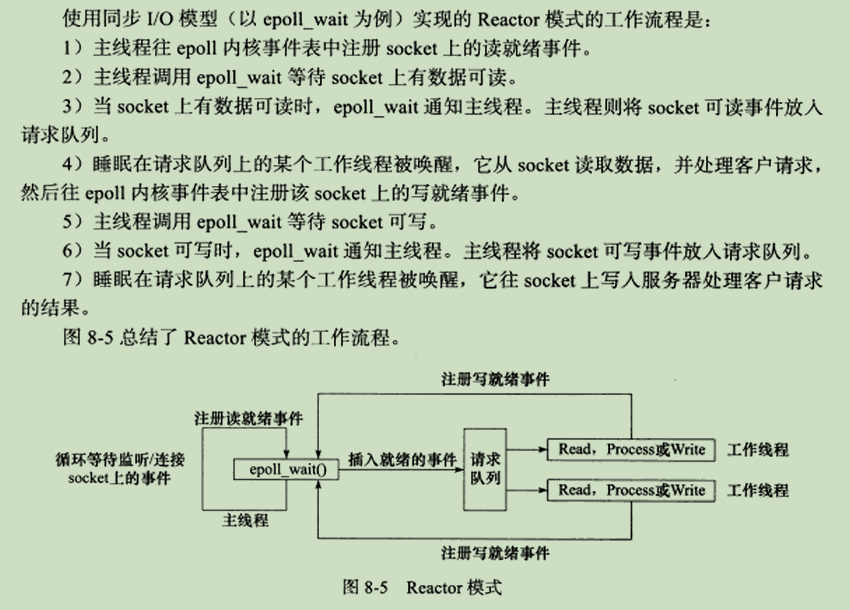 使用同步 I/O 模型（以 epoll_wait 为例）实现的 Reactor 模式的工作流程是：
1）主线程往 epoll 内核事件表中注册 socket 上的读就绪事件。
2）主线程调用 epoll_wait 等待 socket 上有数据可读。
3）当 socket 上有数据可读时，epoll_wait 通知主线程。主线程则将 socket 可读事件放入
请求队列。
4）睡眠在请求队列上的某个工作线程被唤醒，它从 socket 读取数据，并处理客户请求，
然后往 epoll 内核事件表中注册该 socket 上的写就绪事件。
5）主线程调用 epoll_wait 等待 socket 可写。
6）当 socket 可写时，epoll_wait 通知主线程。主线程将 socket 可写事件放入请求队列。
7）睡眠在请求队列上的某个工作线程被唤醒，它往 socket 上写入服务器处理客户请求
的结果。
图 8-5 总结了 Reactor 模式的工作流程。
注册写就绪事件
注册读就绪事件
循环等待监听/连接
socket上的事件
epoll_wait()
主线程
插入就绪的事件
请求
队列
Read，Process或Write
工作线程
Read，Process或Write
工作线程
注册写就绪事件
图 8-5 Reactor 模式